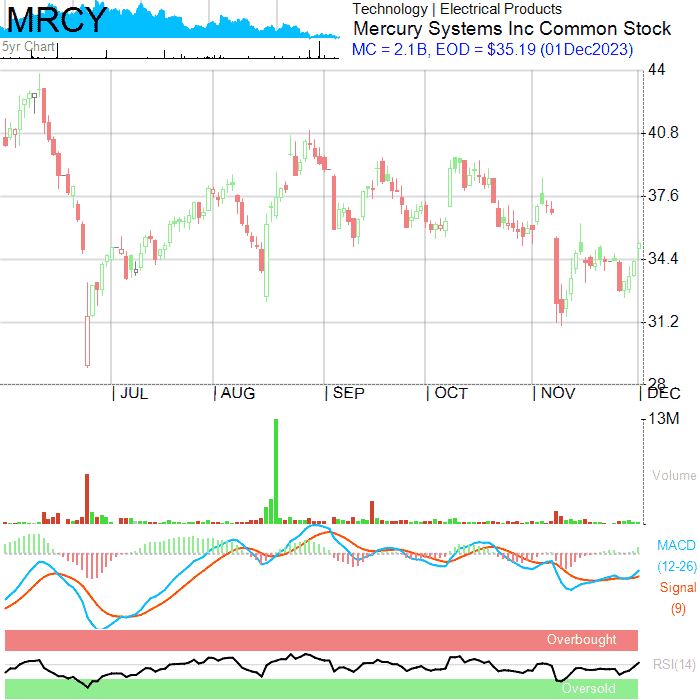 MRCY
5yr Chart
Technology | Electrical Products
Mercury Systems Inc Common Stock
MC = 2.1B, EOD = $35.19 (01Dec2023)
44
40.8
37.6
34.4
31.2
28
JUL AUG SEP OCT NOV DEC
13M
Volume
MACD
(12-26)
Signal
(9)
Overbought
RSI(14)
Oversold